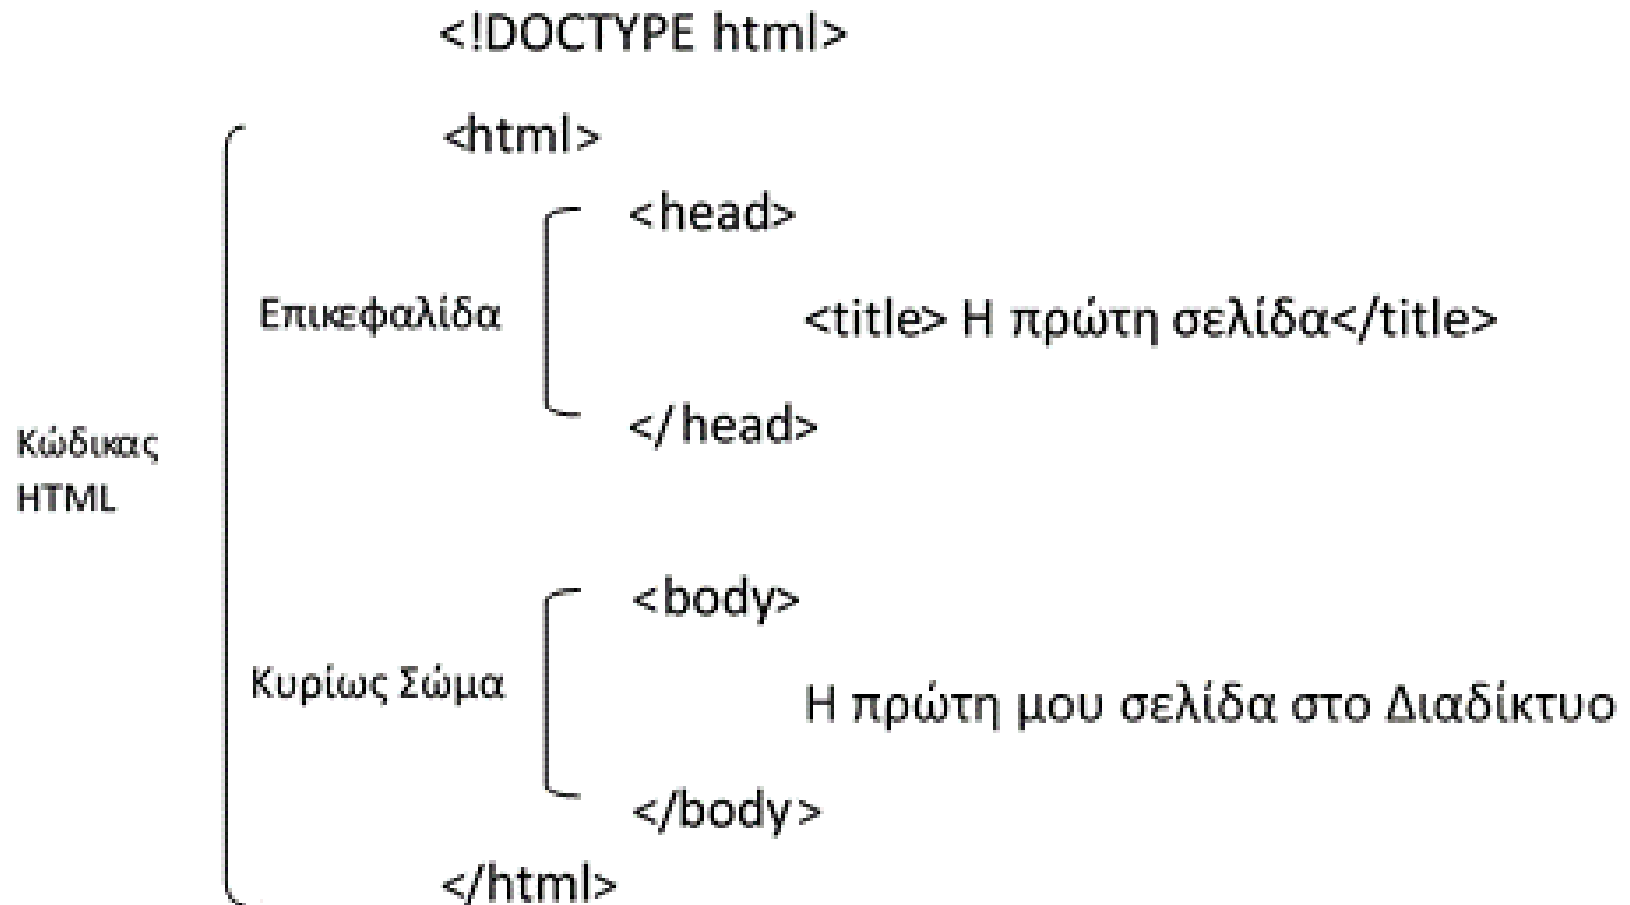 <!DOCTYPE html>
<html>
<head>
Επικεφαλίδα
<title> Η πρώτη σελίδα</title>
</head>
Κώδικας
HTML
<body>
Κυρίως Σώμα
Η πρώτη μου σελίδα στο Διαδίκτυο
</body>
</html>